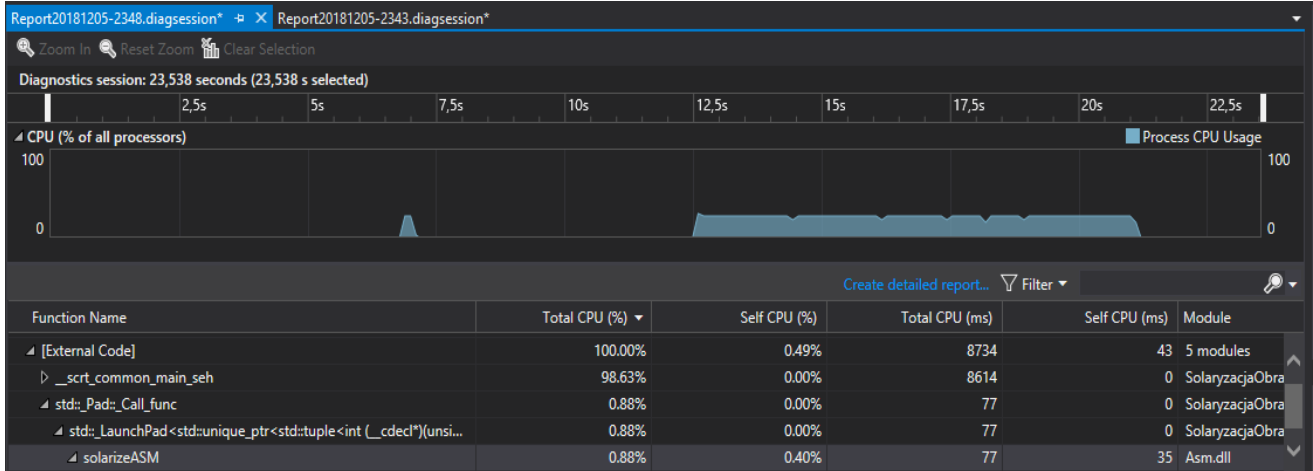 Report20181205-2348.diagsession* Report20181205-2343.diagsession*
Zoom In Reset Zoom Clear Selection
Diagnostics session: 23,538 seconds (23,538 s selected)
2,5s 5s 7,5s 10s 12,5s 15s 17,5s 20s 22,5s
CPU (% of all processors) Process CPU Usage
100 100
0 0
Create detailed report... Filter
Function Name Total CPU (%) Self CPU (%) Total CPU (ms) Self CPU (ms) Module
[External Code] 100.00% 0.49% 8734 43 5 modules
__scrt_common_main_seh 98.63% 0.00% 8614 0 SolaryzacjaObra
std::_Pad::_Call_func 0.88% 0.00% 77 0 SolaryzacjaObra
std::_LaunchPad<std::unique_ptr<std::tuple<int (__cdecl*)(unsi... 0.88% 0.00% 77 0 SolaryzacjaObra
solarizeASM 0.88% 0.40% 77 35 Asm.dll